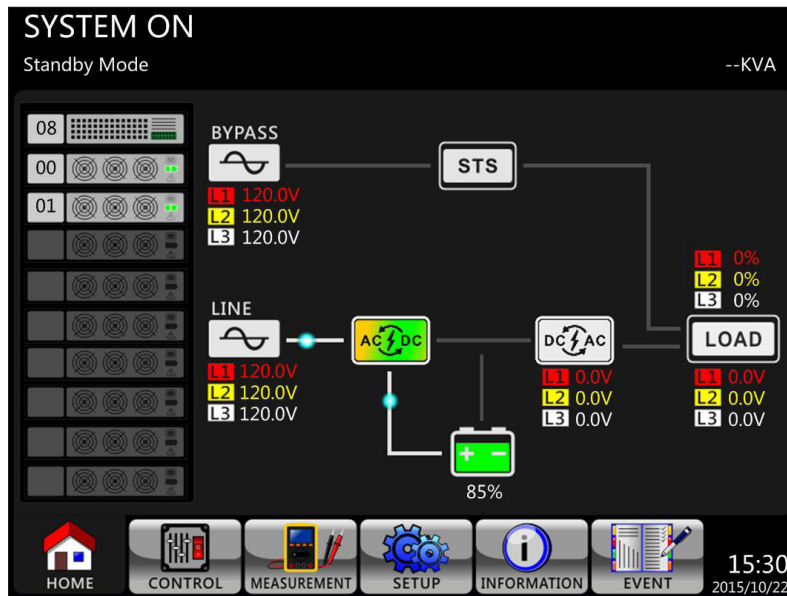 SYSTEM ON
Standby Mode
--KVA
08
00
01
BYPASS
STS
L1 120.0V
L2 120.0V
L3 120.0V
L1 0%
L2 0%
L3 0%
LINE
AC DC
DC AC
LOAD
L1 120.0V
L2 120.0V
L3 120.0V
L1 0.0V
L2 0.0V
L3 0.0V
L1 0.0V
L2 0.0V
L3 0.0V
+ -
85%
HOME
CONTROL
MEASUREMENT
SETUP
INFORMATION
EVENT
15:30
2015/10/22